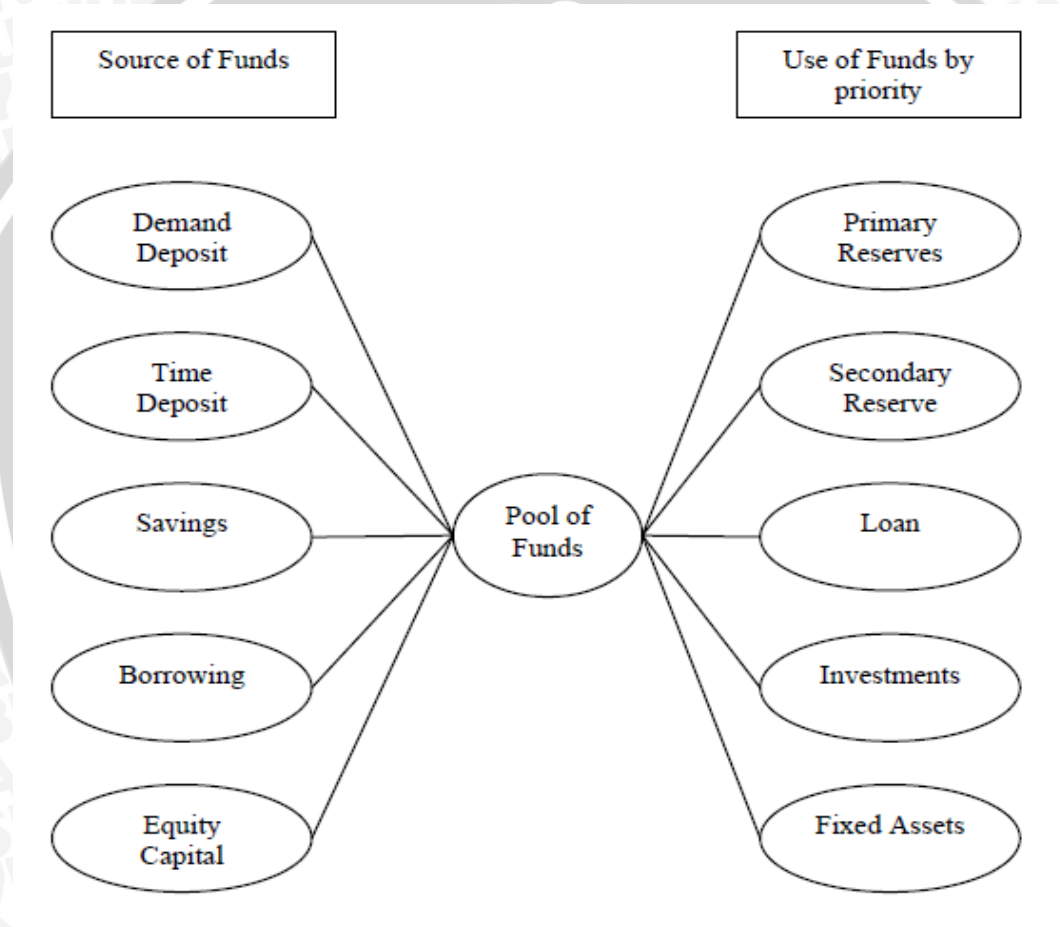 Source of Funds
Use of Funds by
priority
Demand
Deposit
Primary
Reserves
Time
Deposit
Secondary
Reserve
Savings
Pool of
Funds
Loan
Borrowing
Investments
Equity
Capital
Fixed Assets